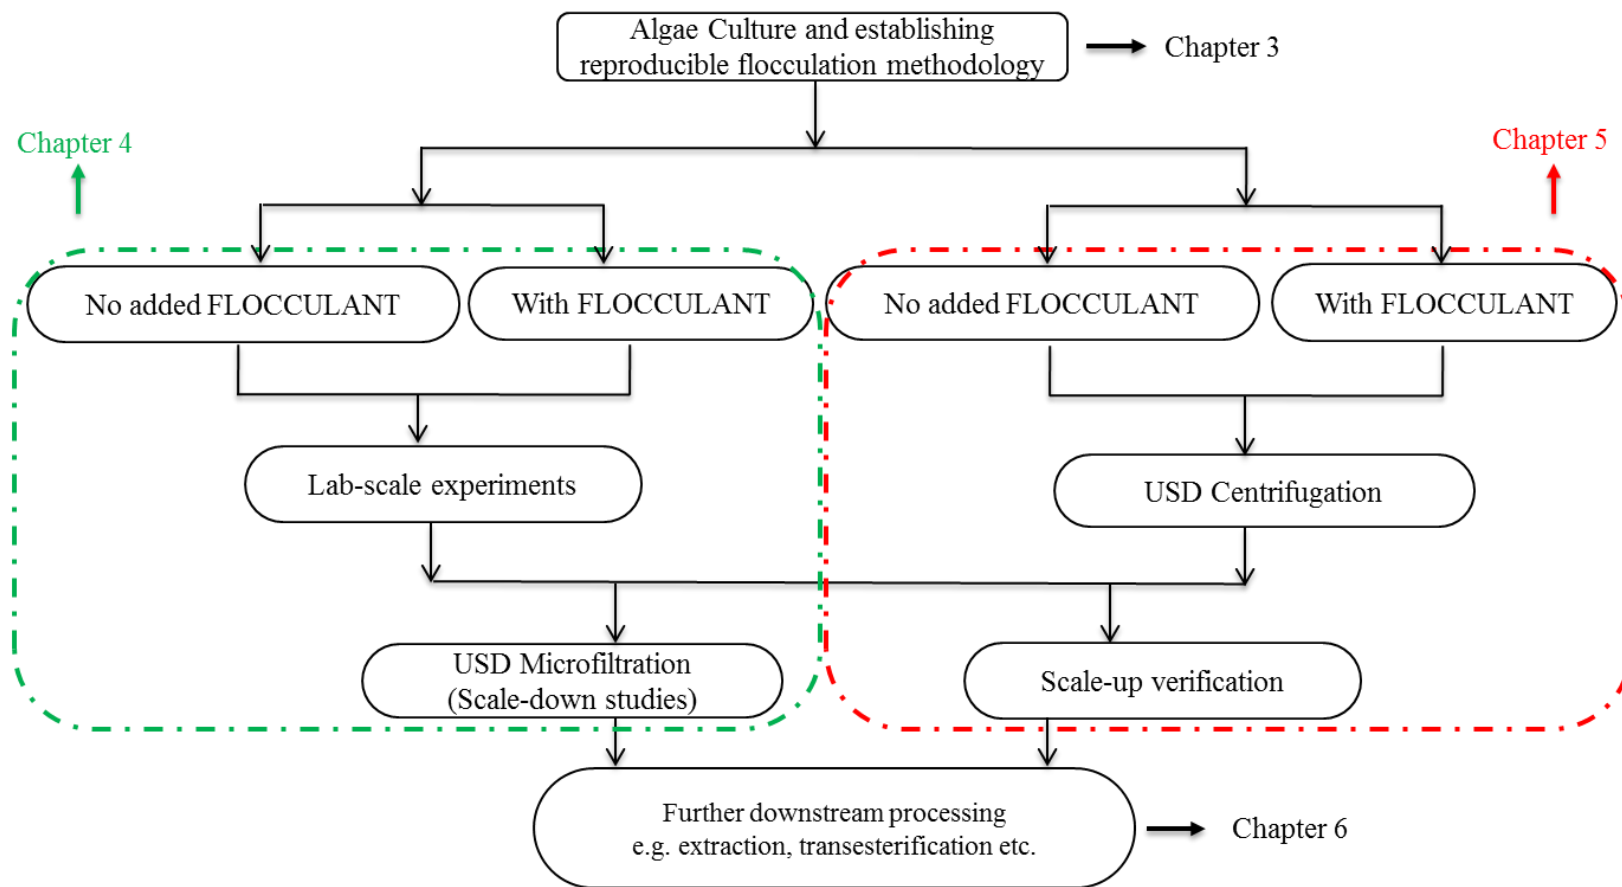 Algae Culture and establishing
reproducible flocculation methodology
Chapter 3
Chapter 4
Chapter 5
No added FLOCCULANT
With FLOCCULANT
No added FLOCCULANT
With FLOCCULANT
Lab-scale experiments
USD Centrifugation
USD Microfiltration
(Scale-down studies)
Scale-up verification
Further downstream processing
e.g. extraction, transesterification etc.
Chapter 6